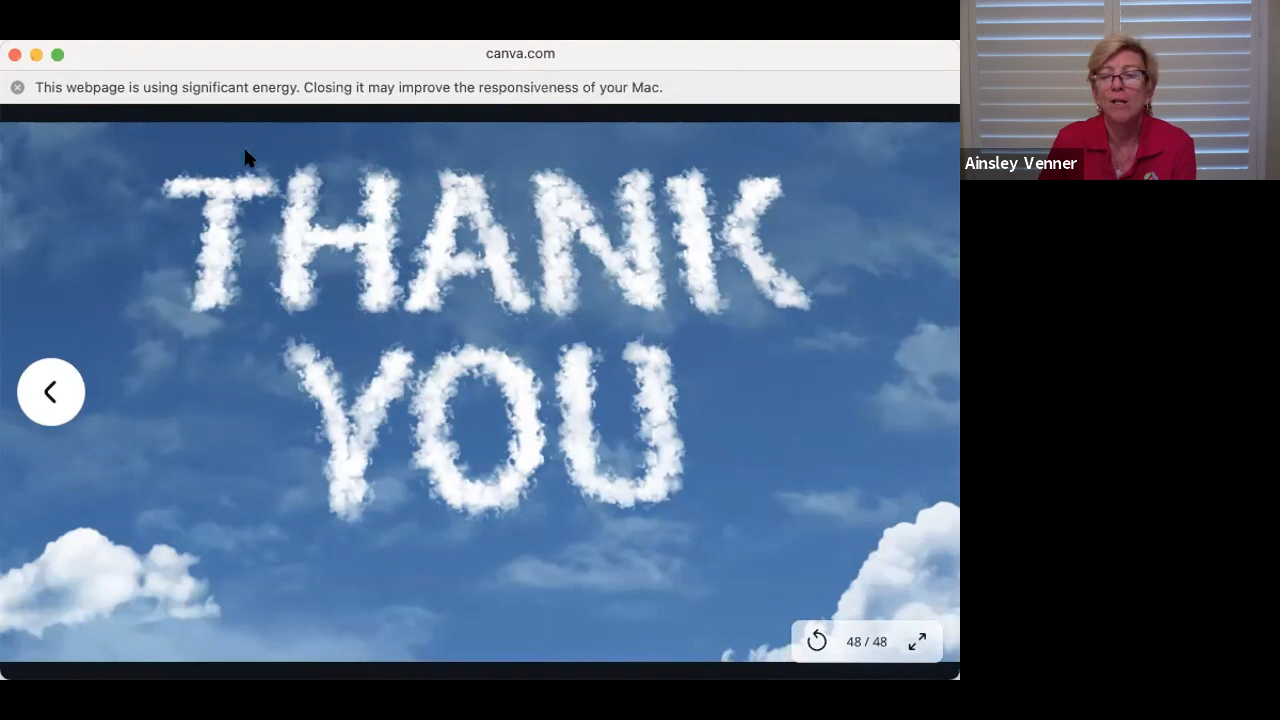 canva.com
This webpage is using significant energy. Closing it may improve the responsiveness of your Mac.
THANK
YOU
48 / 48
Ainsley Venner